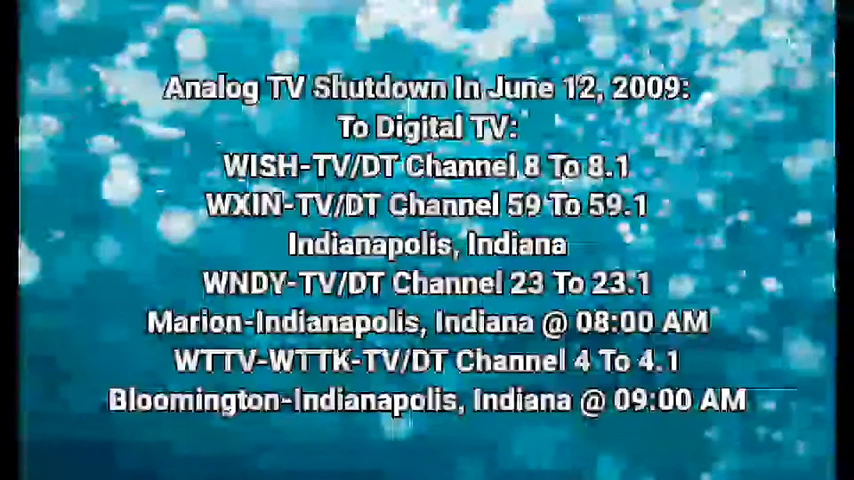 Analog TV Shutdown In June 12, 2009:
To Digital TV:
WISH-TV/DT Channel 8 To 8.1
WXIN-TV/DT Channel 59 To 59.1
Indianapolis, Indiana
WNDY-TV/DT Channel 23 To 23.1
Marion-Indianapolis, Indiana @ 08:00 AM
WTTV-WTTK-TV/DT Channel 4 To 4.1
Bloomington-Indianapolis, Indiana @ 09:00 AM